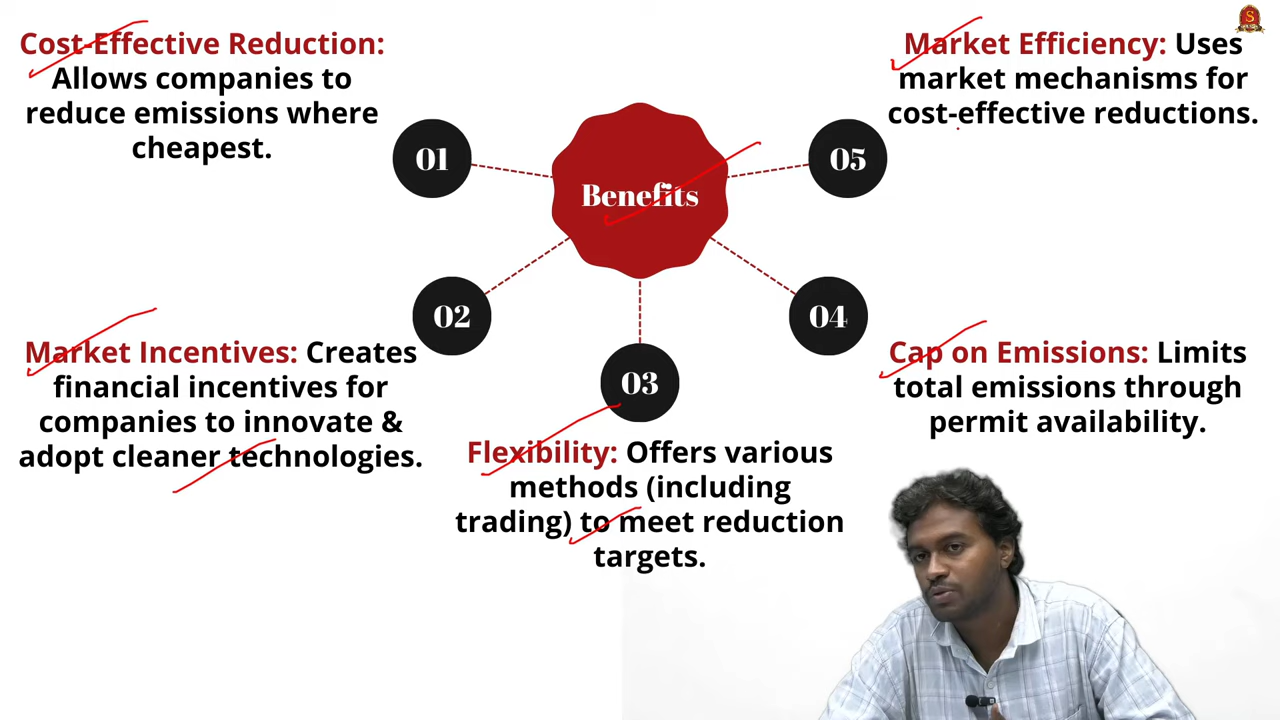 Cost-Effective Reduction:
Allows companies to
reduce emissions where
cheapest.
01
Market Incentives: Creates
financial incentives for
companies to innovate &
adopt cleaner technologies.
02
Benefits
03
Flexibility: Offers various
methods (including
trading) to meet reduction
targets.
04
Cap on Emissions: Limits
total emissions through
permit availability.
05
Market Efficiency: Uses
market mechanisms for
cost-effective reductions.
S